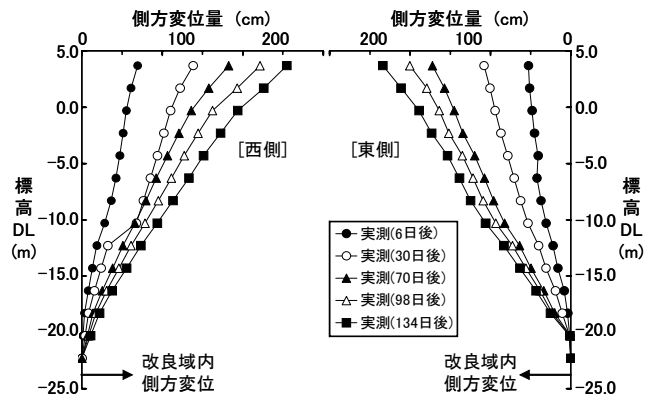 側方変位量 (cm)
0
100
200
側方変位量 (cm)
200
100
0
5.0
0.0
-5.0
-10.0
-15.0
-20.0
-25.0
5.0
0.0
-5.0
-10.0
-15.0
-20.0
-25.0
標高DL(m)
標高DL(m)
[西側]
[東側]
実測(6日後)
実測(30日後)
実測(70日後)
実測(98日後)
実測(134日後)
改良域内
側方変位
改良域内
側方変位